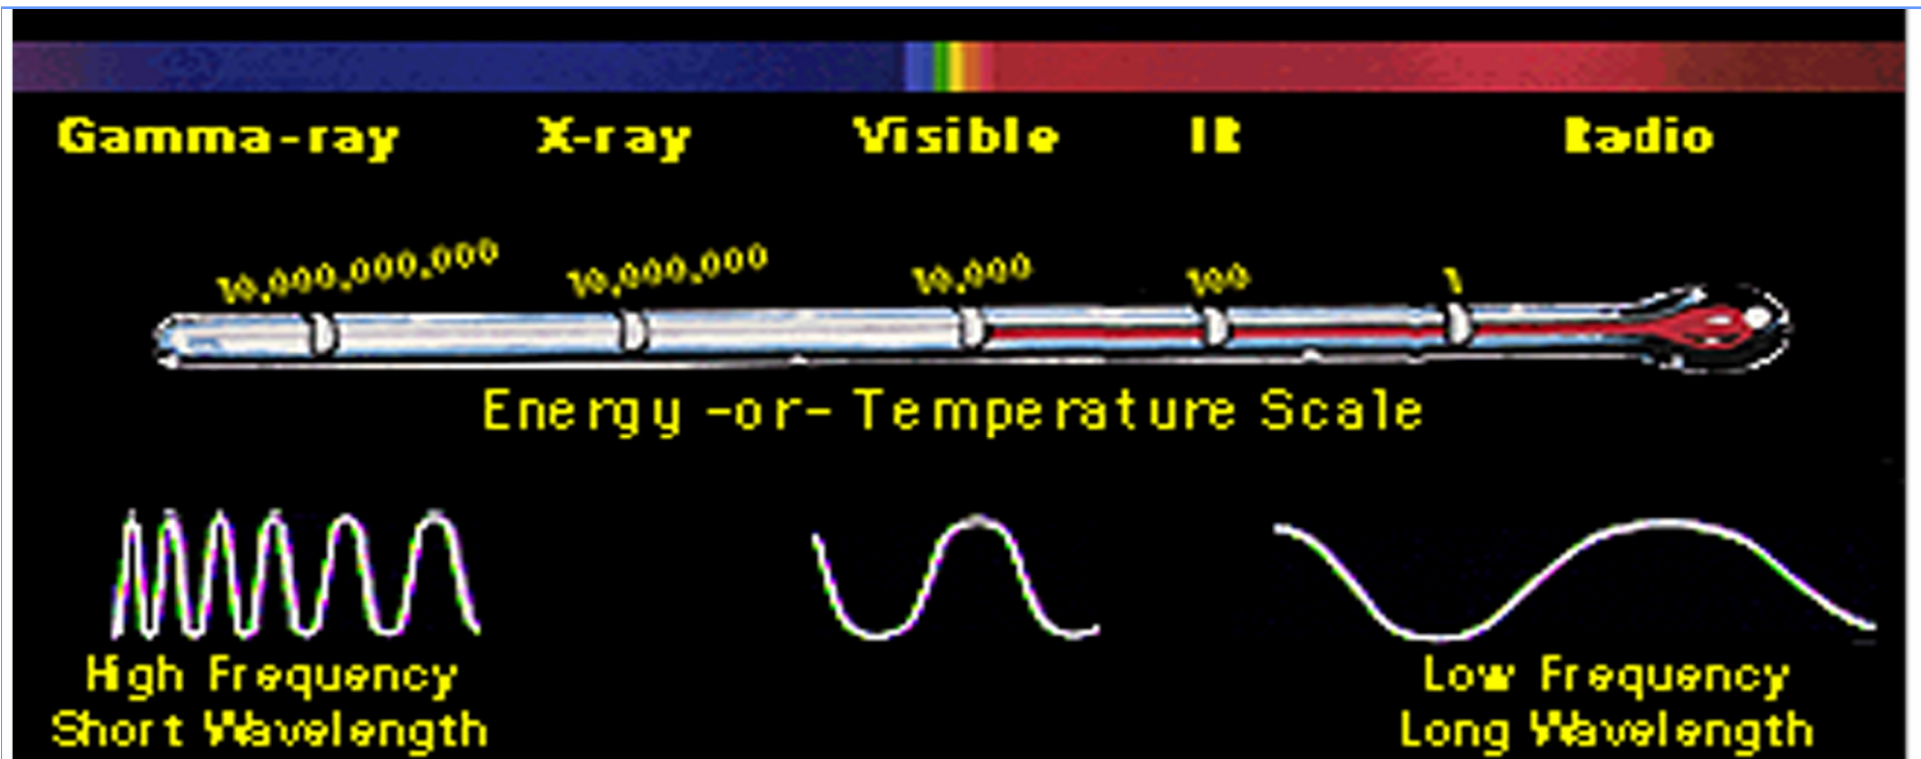 Gamma-ray X-ray Visible IR Radio
10,000,000,000 10,000,000 10,000 100 1
Energy -or- Temperature Scale
High Frequency Low Frequency
Short Wavelength Long Wavelength